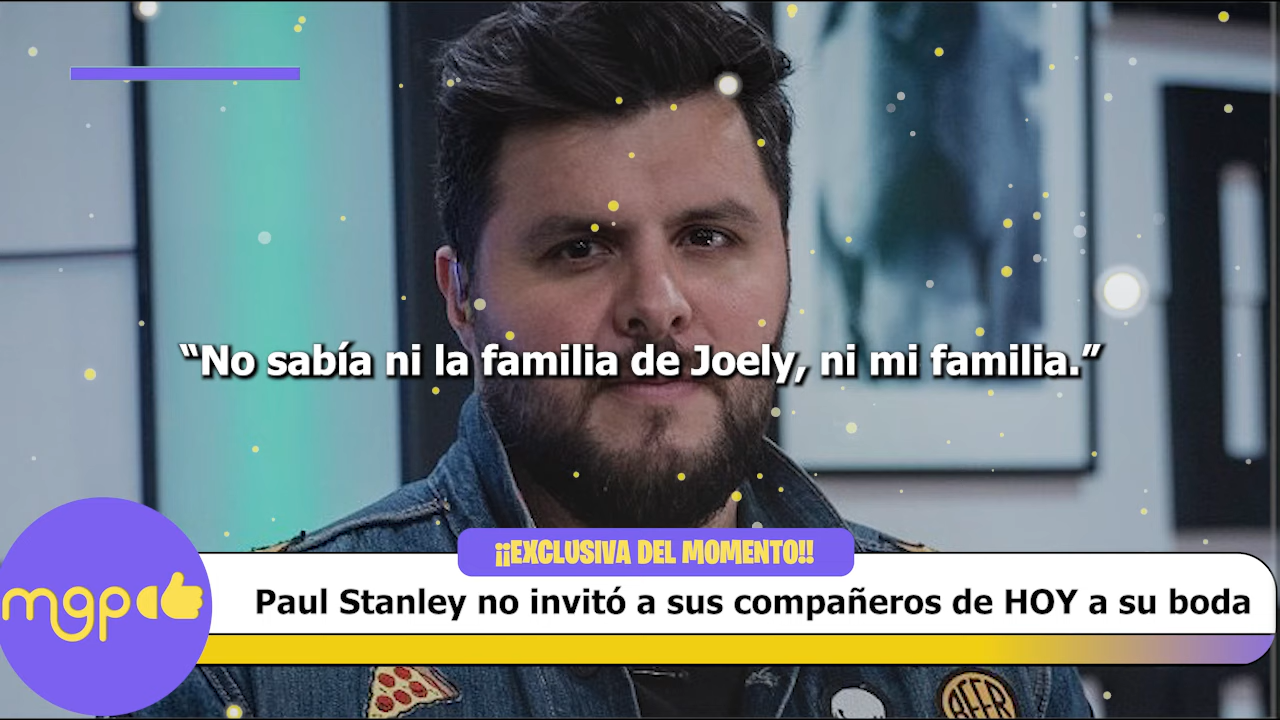 “No sabía ni la familia de Joely, ni mi familia.”
¡¡EXCLUSIVA DEL MOMENTO!!
mgp
Paul Stanley no invitó a sus compañeros de HOY a su boda
BEER